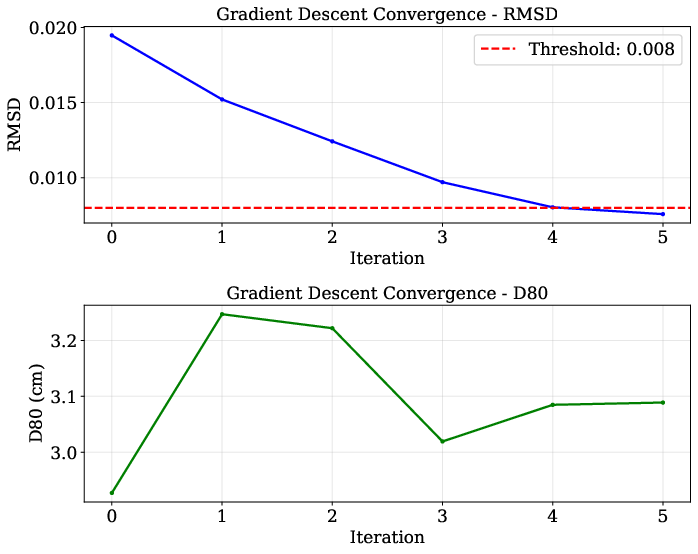 Gradient Descent Convergence - RMSD
0.020
0.015
0.010
RMSD
Threshold: 0.008
0 1 2 3 4 5
Iteration
Gradient Descent Convergence - D80
3.2
3.1
3.0
D80 (cm)
0 1 2 3 4 5
Iteration